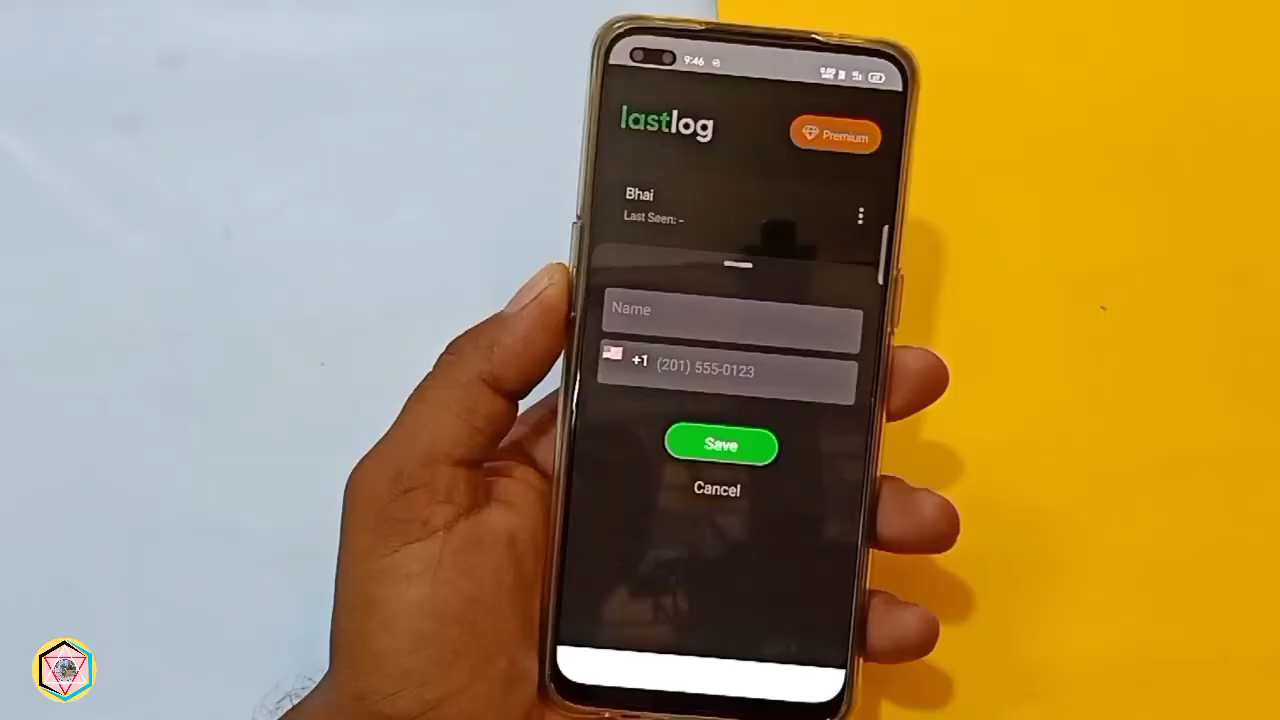 9:46
lastlog
Premium
Bhai
Last Seen: -
Name
+1 (201) 555-0123
Save
Cancel